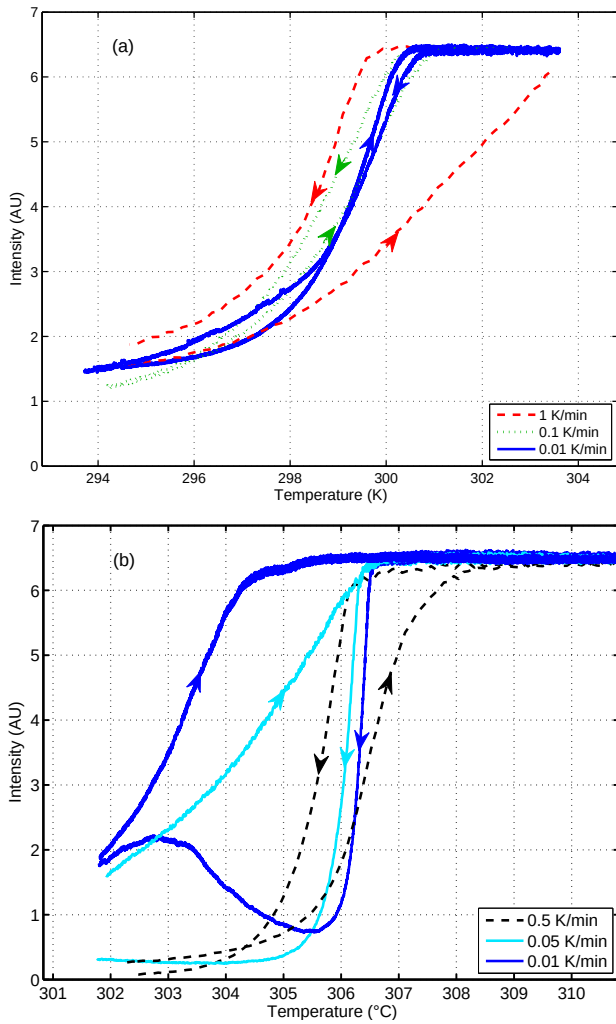 7
(a)
6
5
4
3
2
1
0
Intensity (AU)
294
296
298
300
302
304
Temperature (K)
1 K/min
0.1 K/min
0.01 K/min
7
(b)
6
5
4
3
2
1
0
Intensity (AU)
301
302
303
304
305
306
307
308
309
310
Temperature (°C)
0.5 K/min
0.05 K/min
0.01 K/min